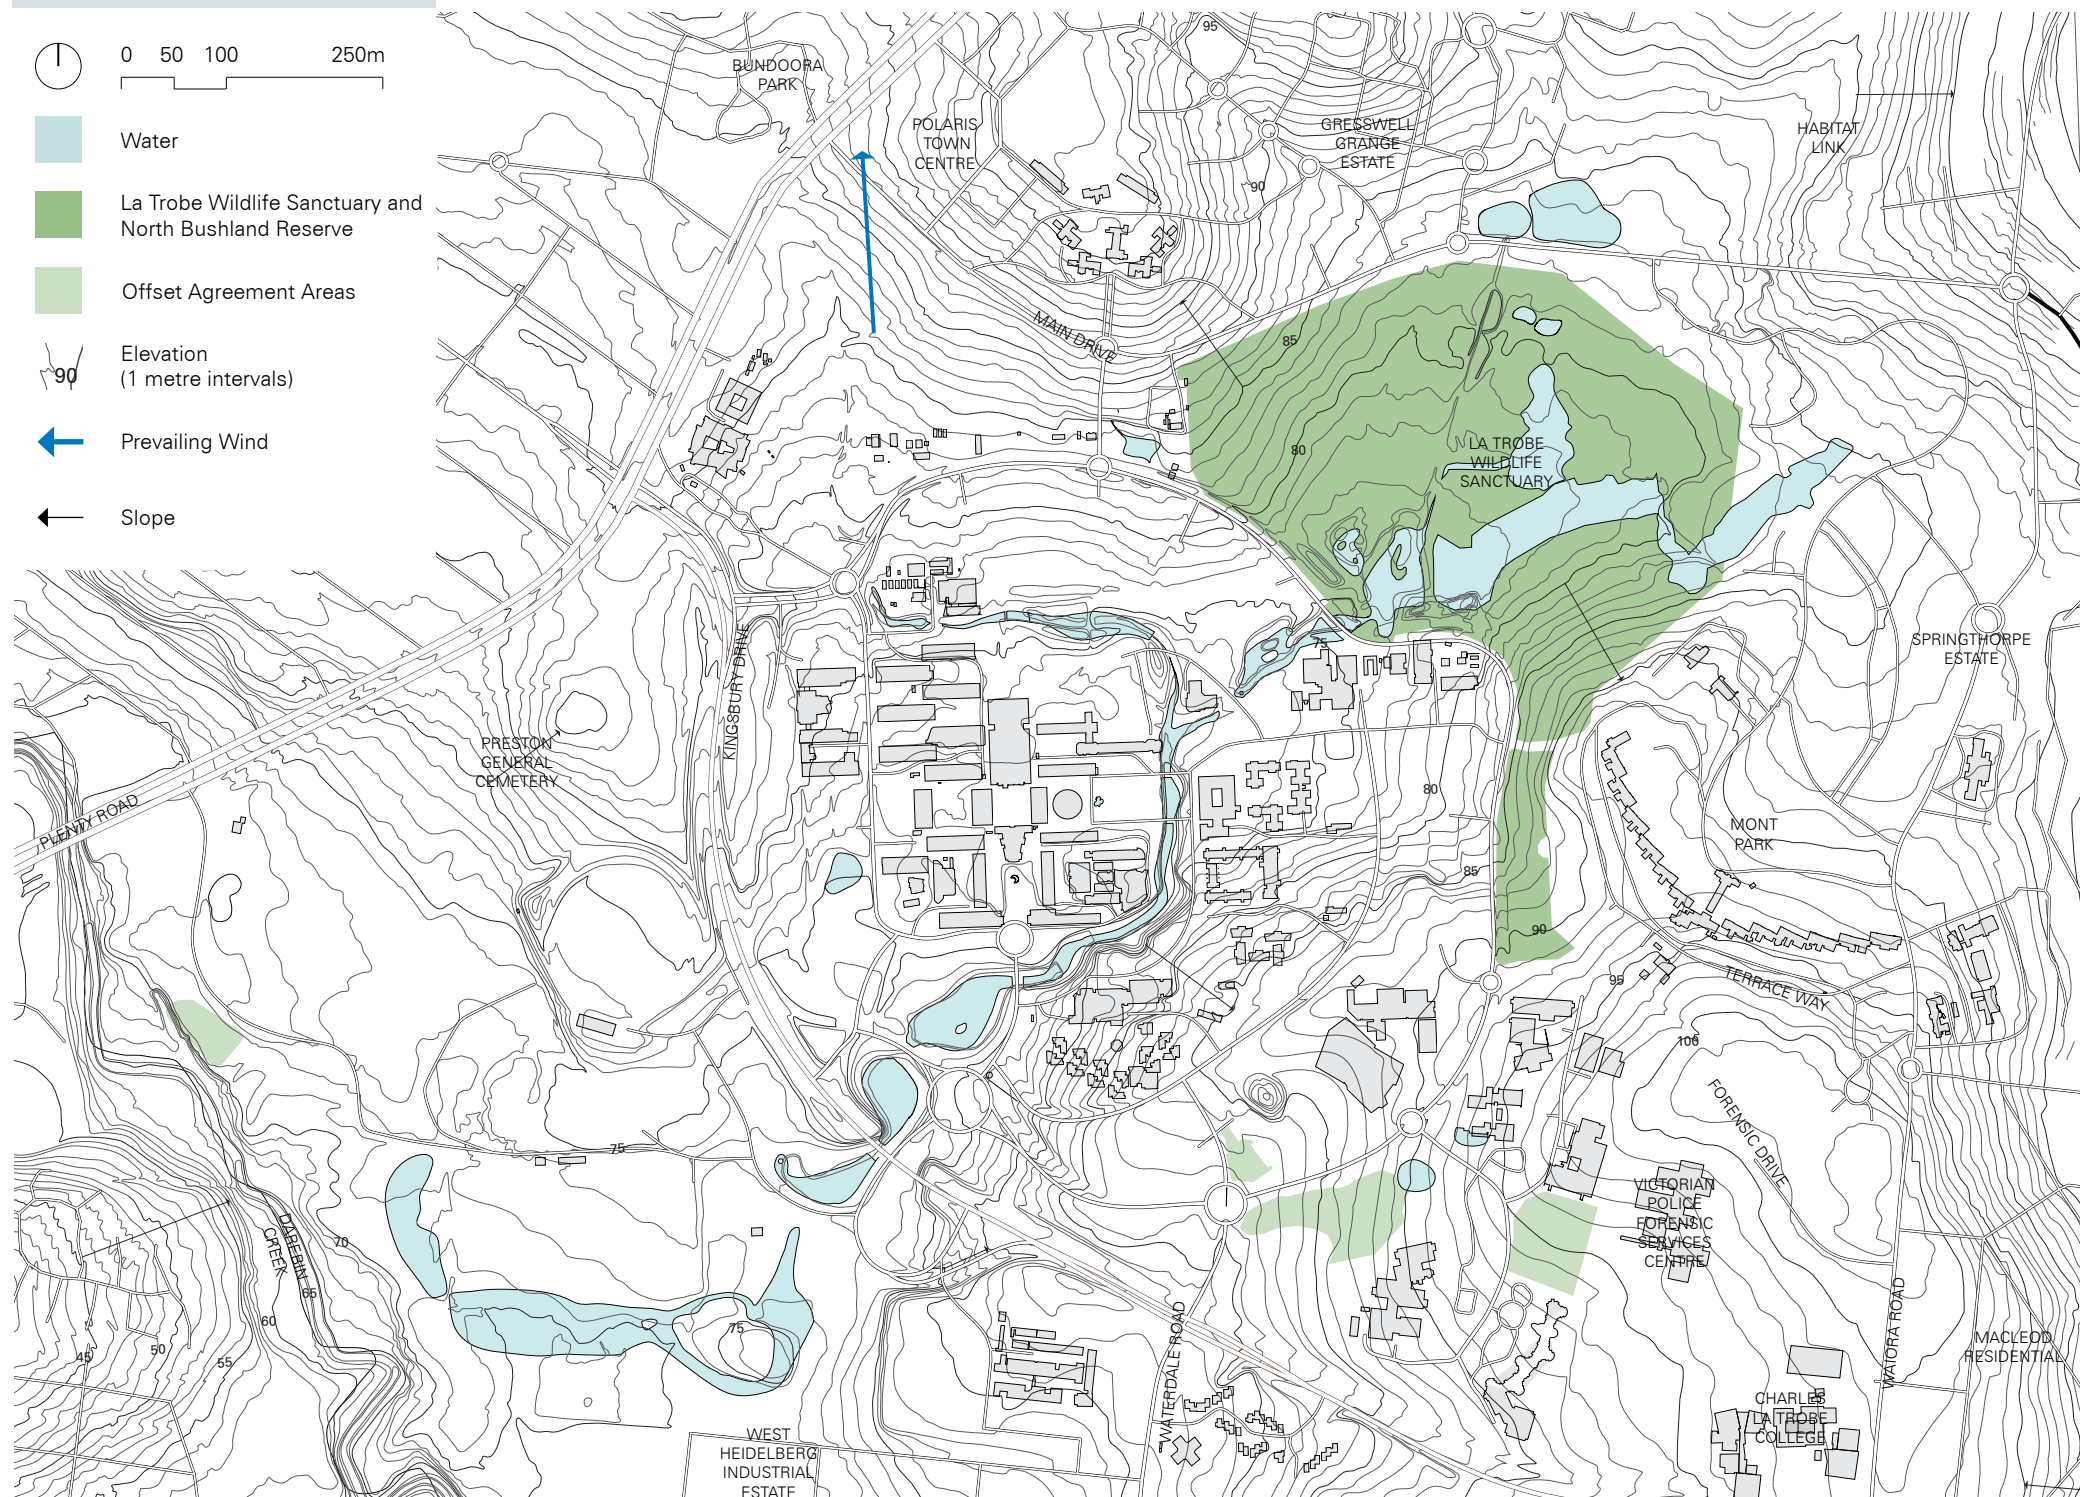 0 50 100 250m
Water
La Trobe Wildlife Sanctuary and
North Bushland Reserve
Offset Agreement Areas
90
Elevation
(1 metre intervals)
Prevailing Wind
Slope
95
BUNDOORA
PARK
POLARIS
TOWN
CENTRE
GRESSWELL
GRANGE
ESTATE
HABITAT
LINK
90
MAIN DRIVE
85
80
LA TROBE
WILDLIFE
SANCTUARY
75
KINGSBURY DRIVE
SPRINGTHORPE
ESTATE
PRESTON
GENERAL
CEMETERY
PLENTY ROAD
80
MONT
PARK
85
90
95
TERRACE WAY
100
FORENSIC DRIVE
75
VICTORIAN
POLICE
FORENSIC
SERVICES
CENTRE
DAREBIN
CREEK
70
65
60
55
50
45
75
WATERDALE ROAD
WAIORA ROAD
MACLEOD
RESIDENTIAL
CHARLES
LA TROBE
COLLEGE
WEST
HEIDELBERG
INDUSTRIAL
ESTATE